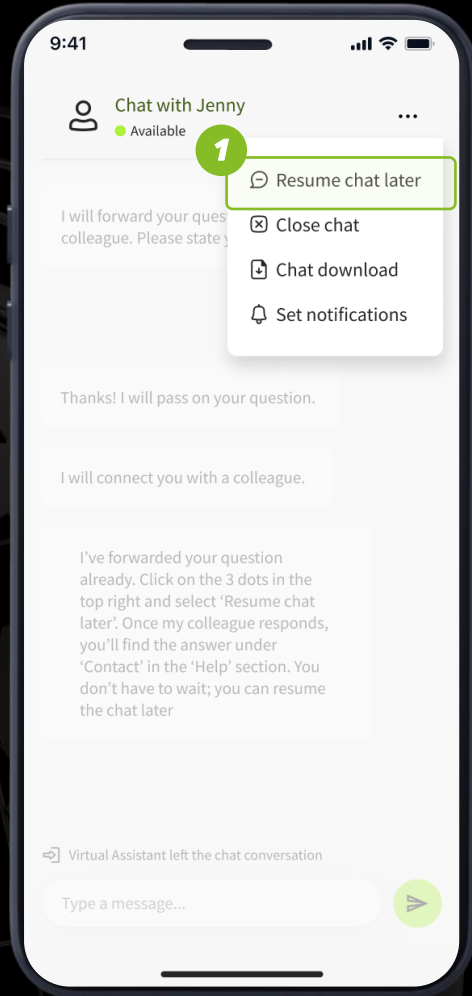 9:41
Chat with Jenny
Available
1
Resume chat later
Close chat
Chat download
Set notifications
I will forward your
colleague. Please state
Thanks! I will pass on your question.
I will connect you with a colleague.
I've forwarded your question
already. Click on the 3 dots in the
top right and select ‘Resume chat
later’. Once my colleague responds,
you’ll find the answer under
‘Contact’ in the ‘Help’ section. You
don’t have to wait; you can resume
the chat later
Virtual Assistant left the chat conversation
Type a message...